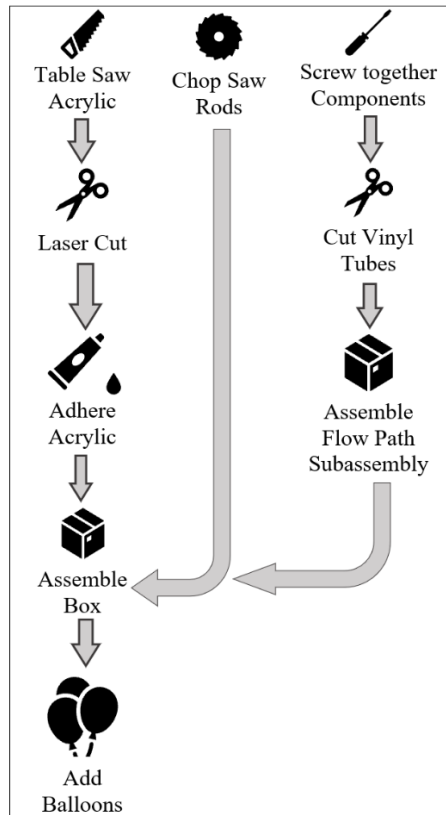 Table Saw
Acrylic
Chop Saw
Rods
Screw together
Components
Laser Cut
Cut Vinyl
Tubes
Adhere
Acrylic
Assemble
Flow Path
Subassembly
Assemble
Box
Add
Balloons